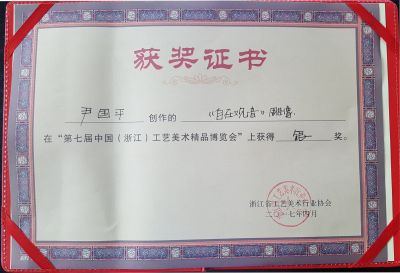 获奖证书
尹国平 创作的 《自在观音》雕塑
在“第七届中国（浙江）工艺美术精品博览会”上获得 银 奖。
浙江省工艺美术行业协会
二〇一七年四月